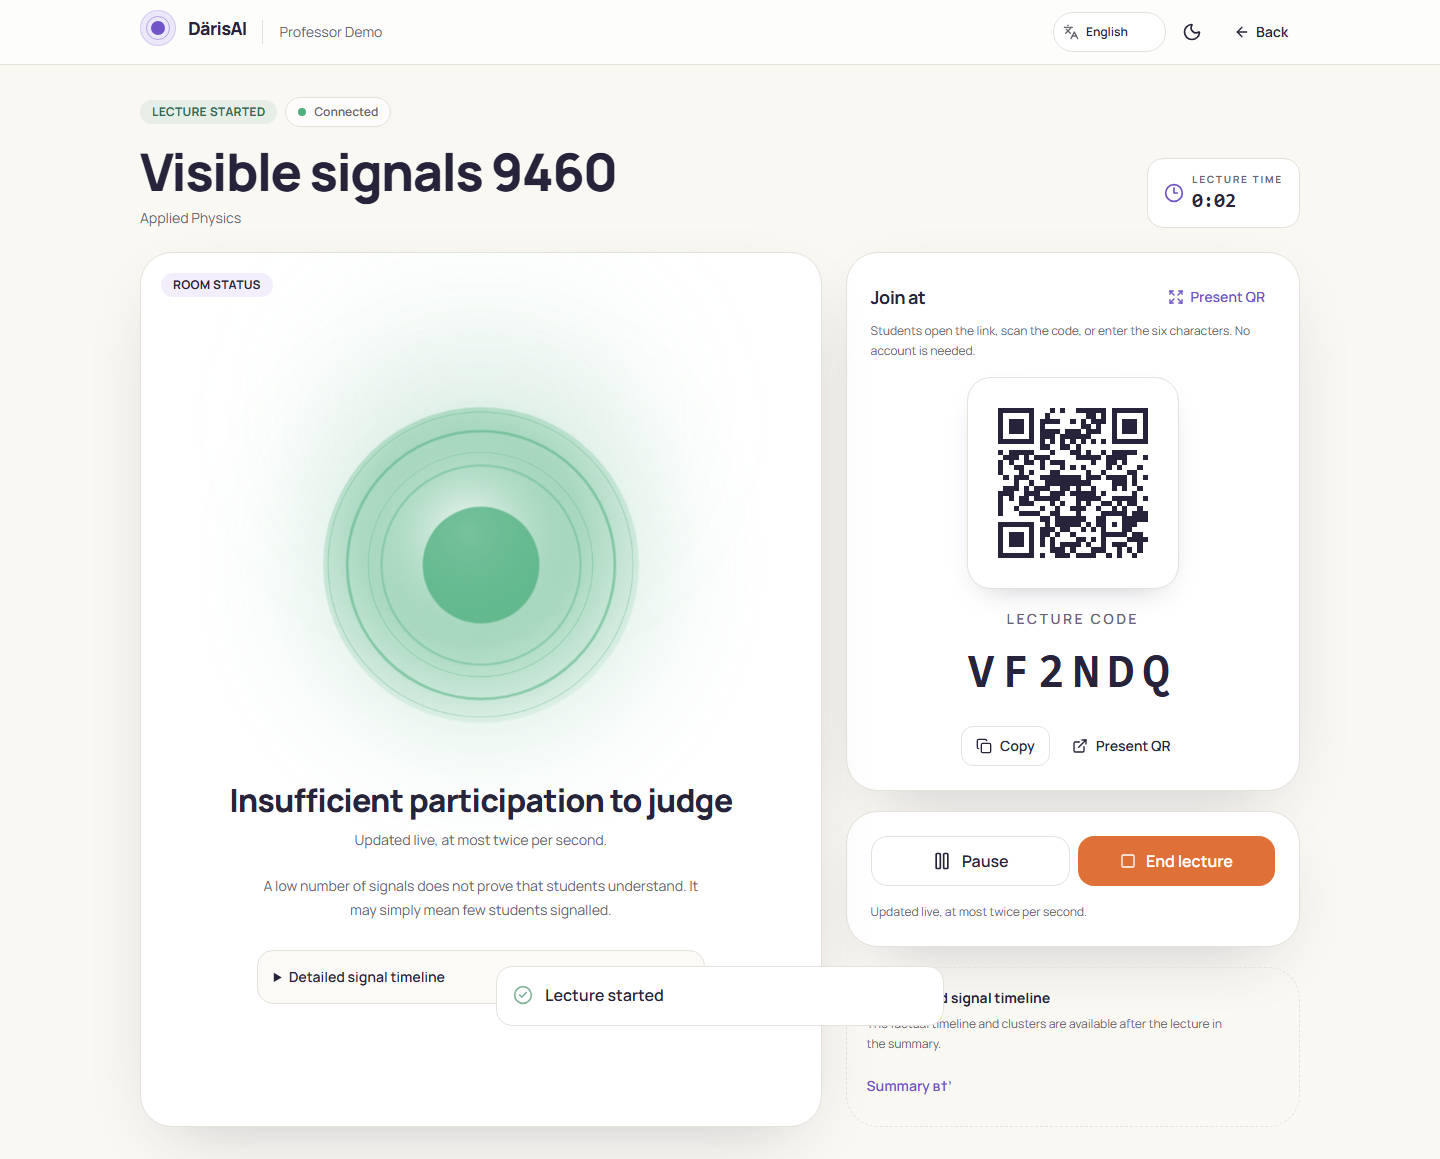 DärisAI
Professor Demo
English
Back
LECTURE STARTED
Connected
Visible signals 9460
Applied Physics
LECTURE TIME
0:02
ROOM STATUS
Insufficient participation to judge
Updated live, at most twice per second.
A low number of signals does not prove that students understand. It
may simply mean few students signalled.
Detailed signal timeline
Lecture started
Join at
Present QR
Students open the link, scan the code, or enter the six characters. No
account is needed.
LECTURE CODE
VF2NDQ
Copy
Present QR
Pause
End lecture
Updated live, at most twice per second.
signal timeline
timeline and clusters are available after the lecture in
the summary.
Summary в†’